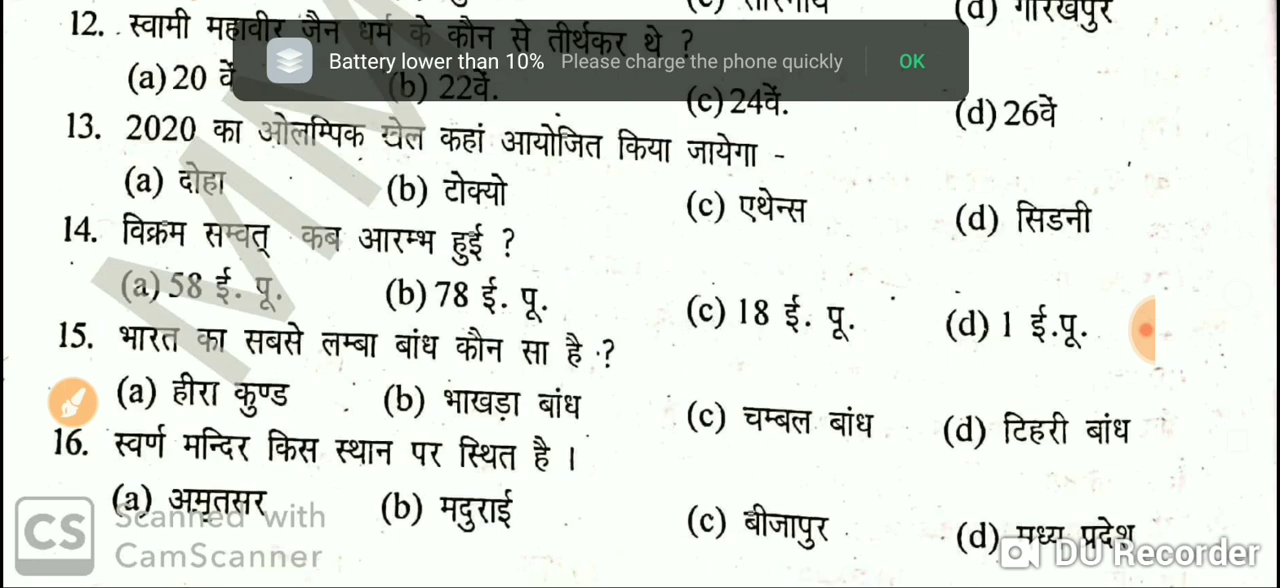 (d) गोरखपुर
12. स्वामी महावीर जैन धर्म के कौन से तीर्थकर थे ?
Battery lower than 10% Please charge the phone quickly OK
(a) 20 वें (b) 22वें. (c) 24वें. (d) 26वें
13. 2020 का ओलम्पिक खेल कहां आयोजित किया जायेगा -
(a) दोहा (b) टोक्यो (c) एथेन्स (d) सिडनी
14. विक्रम सम्वत् कब आरम्भ हुई ?
(a) 58 ई. पू. (b) 78 ई. पू. (c) 18 ई. पू. (d) 1 ई.पू.
15. भारत का सबसे लम्बा बांध कौन सा है ?
(a) हीरा कुण्ड (b) भाखड़ा बांध (c) चम्बल बांध (d) टिहरी बांध
16. स्वर्ण मन्दिर किस स्थान पर स्थित है ।
(a) अमृतसर (b) मदुराई (c) बीजापुर (d) मध्य प्रदेश
CS Scanned with
CamScanner
DU Recorder